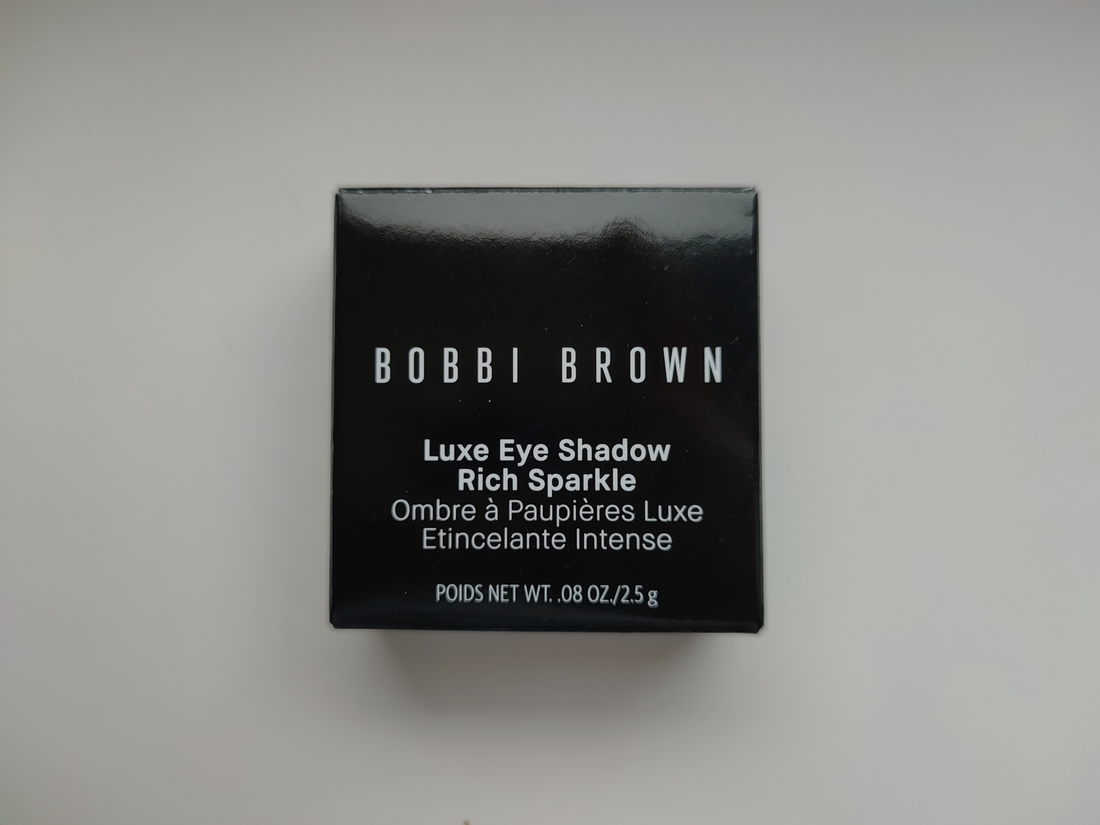 BOBBI BROWN
Luxe Eye Shadow
Rich Sparkle
Ombre à Paupières Luxe
Etincelante Intense
POIDS NET WT. .08 OZ./2.5 g